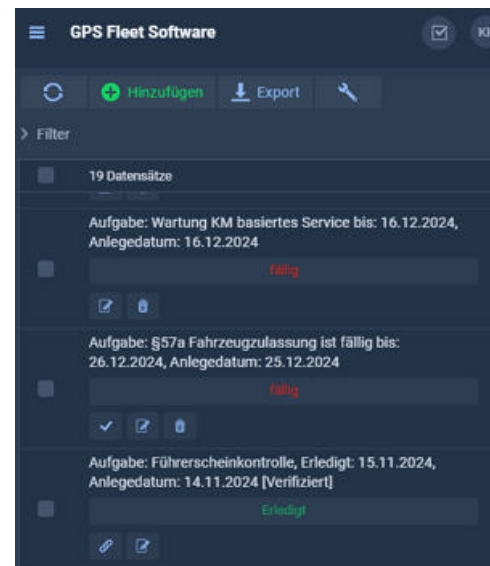 GPS Fleet Software
KI
Hinzufügen Export
Filter
19 Datensätze
Aufgabe: Wartung KM basiertes Service bis: 16.12.2024,
Anlegedatum: 16.12.2024
fällig
Aufgabe: §57a Fahrzeugzulassung ist fällig bis:
26.12.2024, Anlegedatum: 25.12.2024
fällig
Aufgabe: Führerscheinkontrolle, Erledigt: 15.11.2024,
Anlegedatum: 14.11.2024 [Verifiziert]
Erledigt